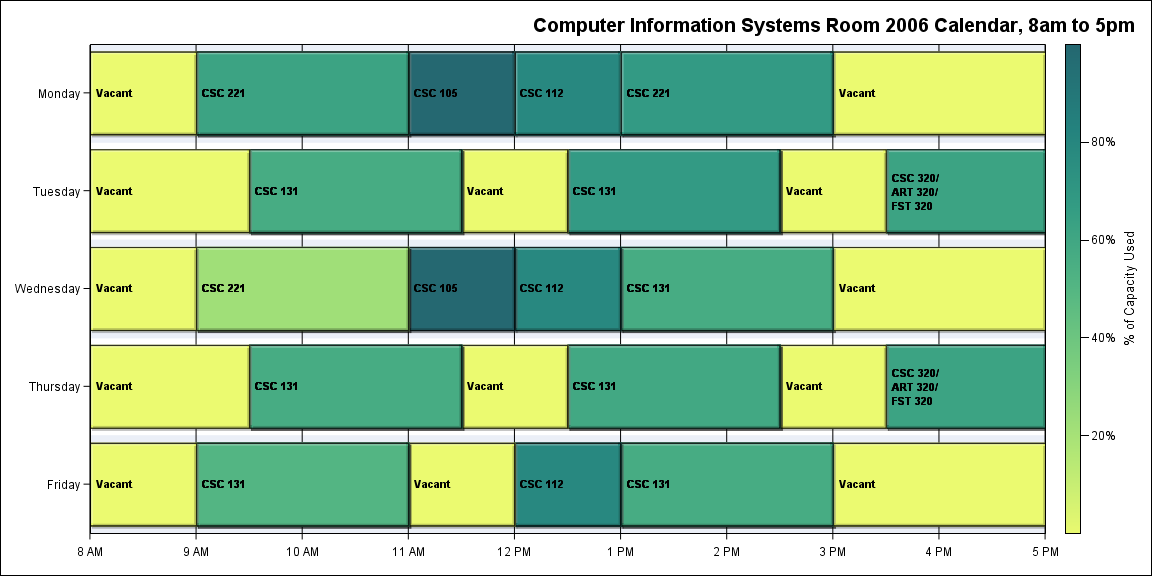 Computer Information Systems Room 2006 Calendar, 8am to 5pm
Monday
Vacant
CSC 221
CSC 105
CSC 112
CSC 221
Vacant
Tuesday
Vacant
CSC 131
Vacant
CSC 131
Vacant
CSC 320/
ART 320/
FST 320
Wednesday
Vacant
CSC 221
CSC 105
CSC 112
CSC 131
Vacant
Thursday
Vacant
CSC 131
Vacant
CSC 131
Vacant
CSC 320/
ART 320/
FST 320
Friday
Vacant
CSC 131
Vacant
CSC 112
CSC 131
Vacant
8 AM
9 AM
10 AM
11 AM
12 PM
1 PM
2 PM
3 PM
4 PM
5 PM
80%
60%
40%
20%
% of Capacity Used